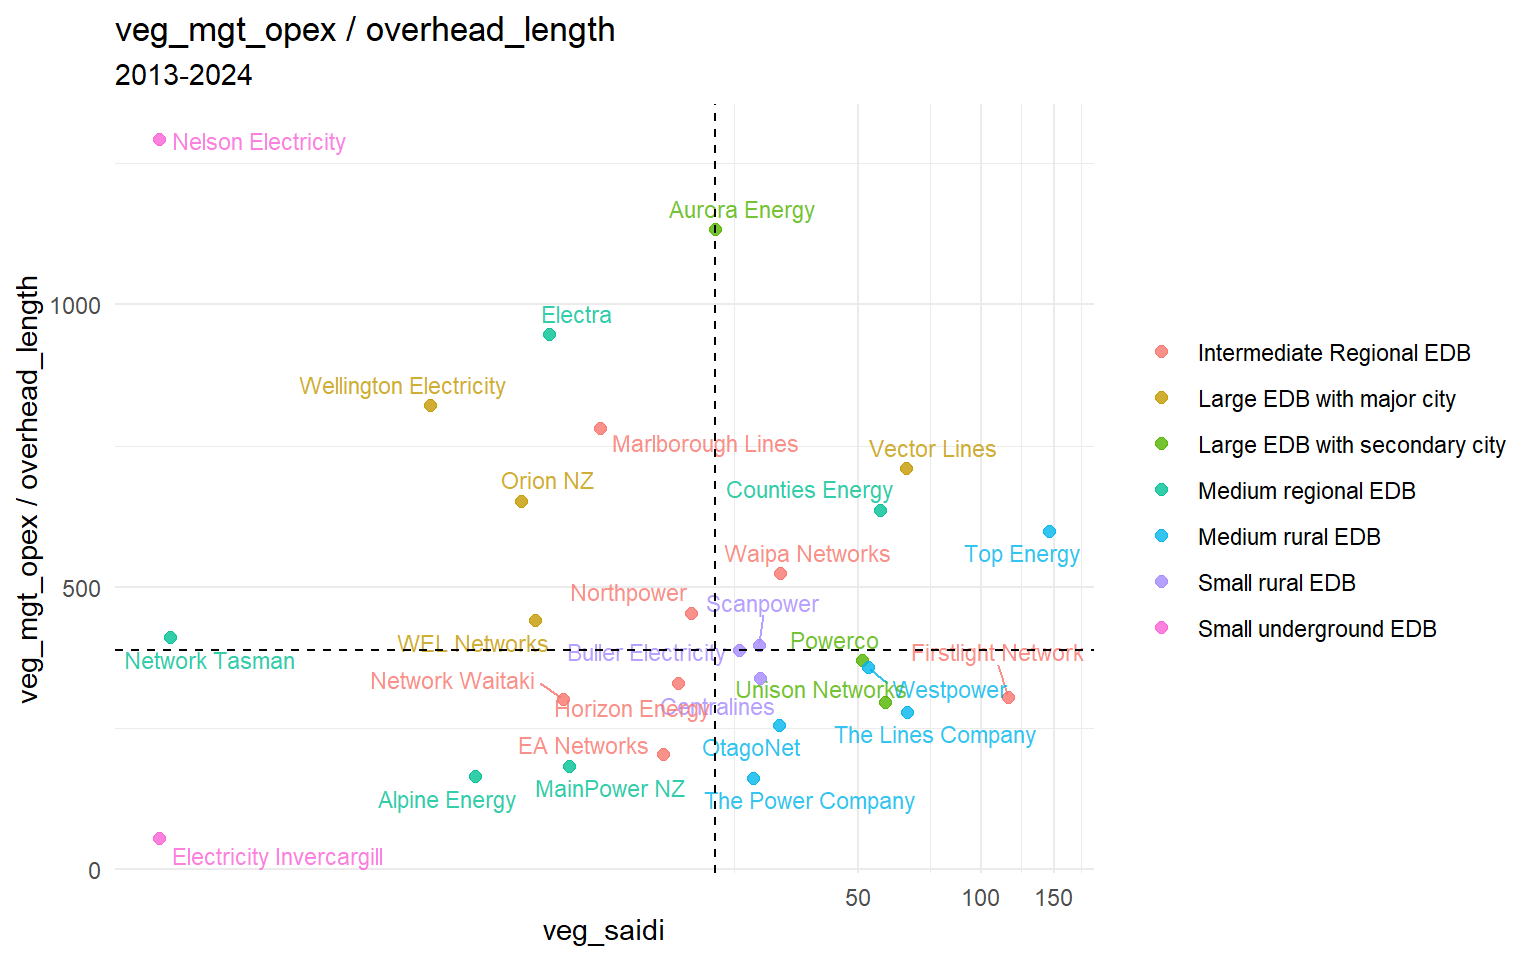 veg_mgt_opex / overhead_length
2013-2024
veg_mgt_opex / overhead_length
1000
500
0
Nelson Electricity
Aurora Energy
Electra
Wellington Electricity
Marlborough Lines
Vector Lines
Orion NZ
Counties Energy
Waipa Networks
Top Energy
Northpower
Scanpower
WEL Networks
Powerco
Buller Electricity
Firstlight Network
Network Tasman
Network Waitaki
Unison Networks
Westpower
Horizon Energy
Centralines
The Lines Company
EA Networks
OtagoNet
MainPower NZ
Alpine Energy
The Power Company
Electricity Invercargill
50
100
150
veg_saidi
Intermediate Regional EDB
Large EDB with major city
Large EDB with secondary city
Medium regional EDB
Medium rural EDB
Small rural EDB
Small underground EDB